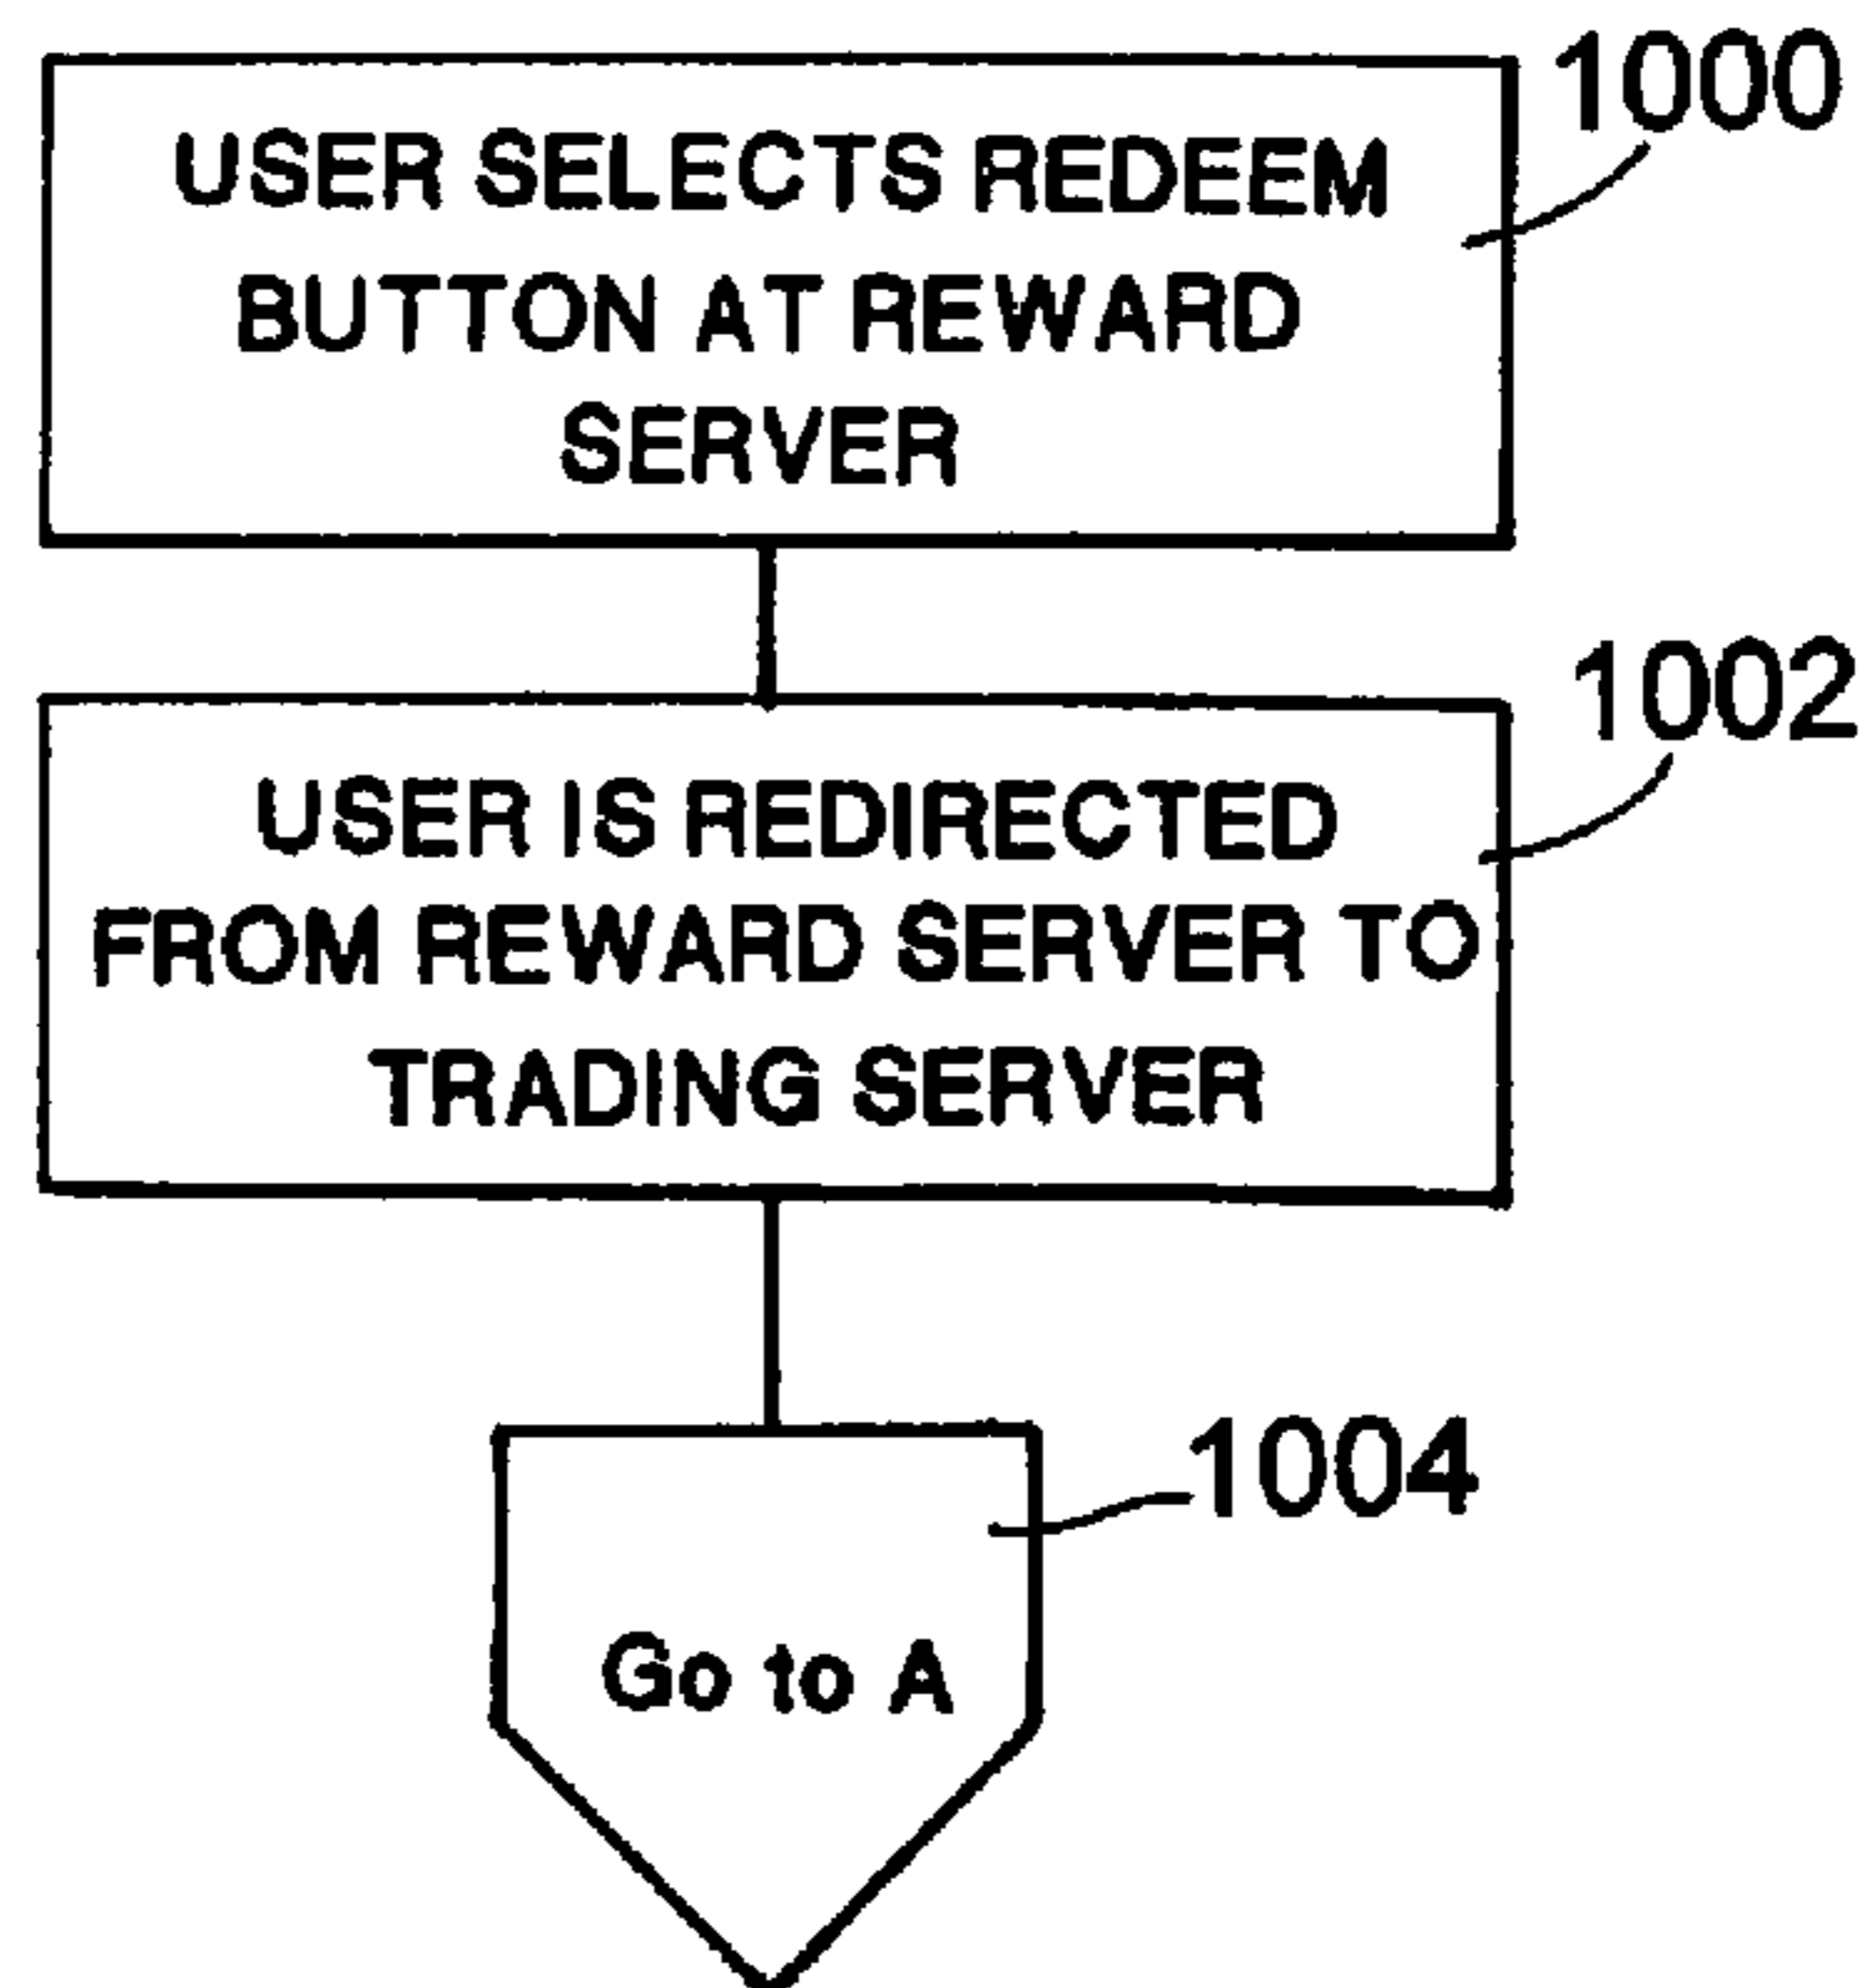 1000
USER SELECTS REDEEM
BUTTON AT REWARD
SERVER
1002
USER IS REDIRECTED
FROM REWARD SERVER TO
TRADING SERVER
1004
Go to A